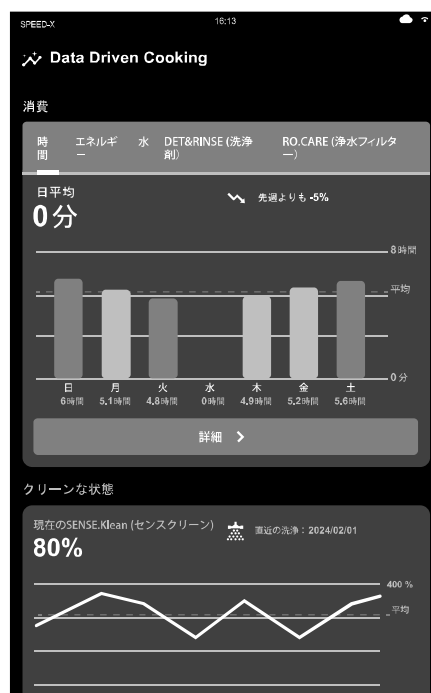 SPEED-X
16:13
Data Driven Cooking
消費
時間 エネルギー 水 DET&RINSE (洗浄剤) RO.CARE (浄水フィルター)
日平均
0分
先週よりも -5%
8時間
平均
0分
日 月 火 水 木 金 土
6時間 5.1時間 4.8時間 0時間 4.9時間 5.2時間 5.6時間
詳細
クリーンな状態
現在のSENSE.Klean (センスクリーン)
80%
直近の洗浄：2024/02/01
400 %
平均